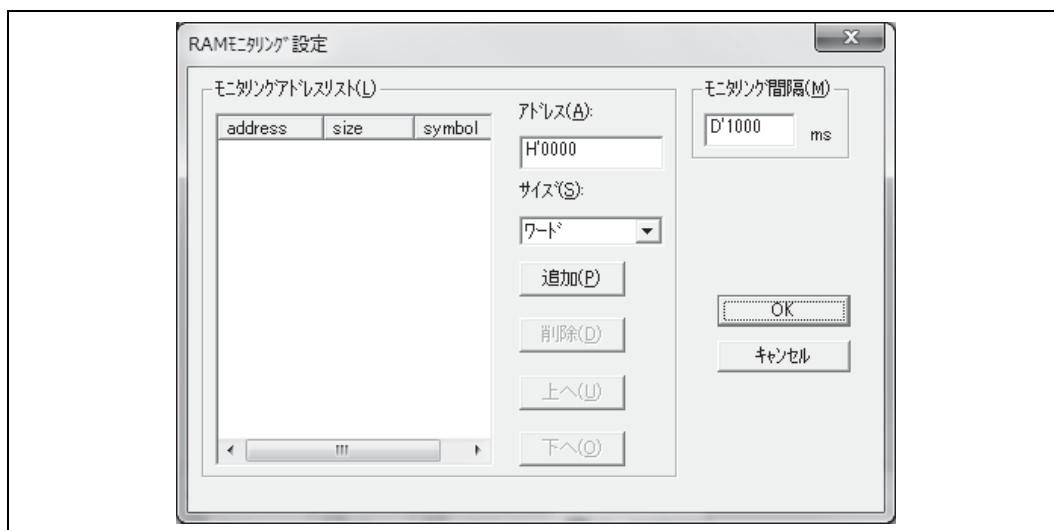 RAMﾓﾆﾀﾘﾝｸﾞ設定
ﾓﾆﾀﾘﾝｸﾞｱﾄﾞﾚｽﾘｽﾄ(L)
address size symbol
ｱﾄﾞﾚｽ(A):
H'0000
ｻｲｽﾞ(S):
ﾜｰﾄﾞ
追加(P)
削除(D)
上へ(U)
下へ(O)
ﾓﾆﾀﾘﾝｸﾞ間隔(M)
D'1000 ms
OK
ｷｬﾝｾﾙ